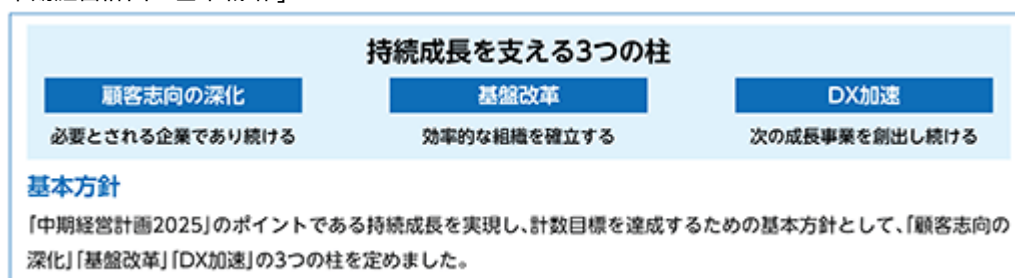 持続成長を支える3つの柱
顧客志向の深化
基盤改革
DX加速
必要とされる企業であり続ける
効率的な組織を確立する
次の成長事業を創出し続ける
基本方針
「中期経営計画2025」のポイントである持続成長を実現し、計数目標を達成するための基本方針として、「顧客志向の
深化」「基盤改革」「DX加速」の3つの柱を定めました。